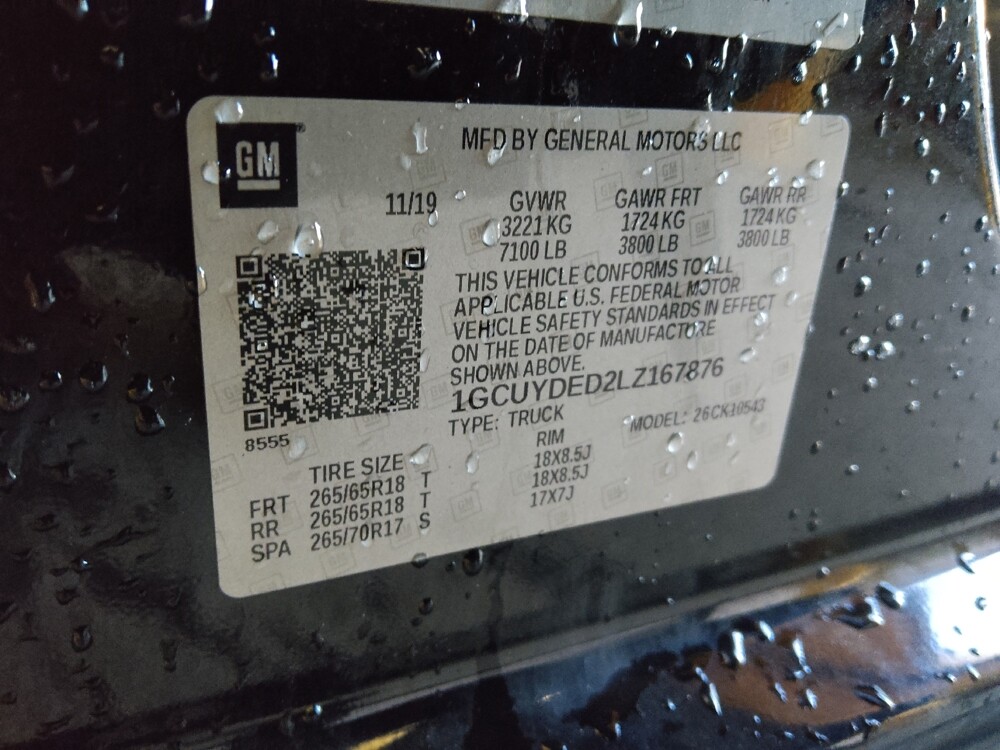 GM
MFD BY GENERAL MOTORS LLC
11/19 GVWR GAWR FRT GAWR RR
3221 KG 1724 KG 1724 KG
7100 LB 3800 LB 3800 LB
THIS VEHICLE CONFORMS TO ALL
APPLICABLE U.S. FEDERAL MOTOR
VEHICLE SAFETY STANDARDS IN EFFECT
ON THE DATE OF MANUFACTURE
SHOWN ABOVE.
1GCUYDED2LZ167876
TYPE: TRUCK MODEL: 26CK10543
8555
TIRE SIZE RIM
FRT 265/65R18 T 18X8.5J
RR 265/65R18 T 18X8.5J
SPA 265/70R17 S 17X7J